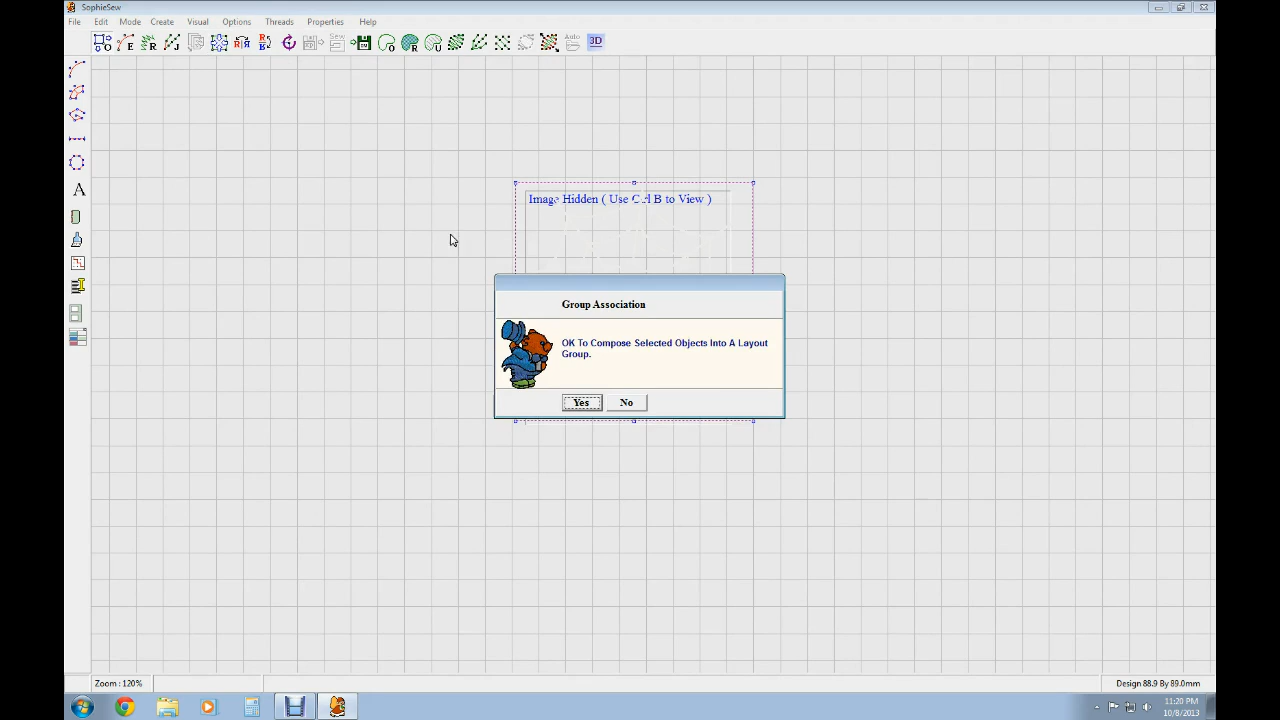 SophieSew
File Edit Mode Create Visual Options Threads Properties Help
O E R J R R R O R U Auto 3D
A
Image Hidden ( Use Ctrl B to View )
Group Association
OK To Compose Selected Objects Into A Layout
Group.
Yes No
Zoom : 120% Design 88.9 By 89.0mm
11:20 PM
10/8/2013